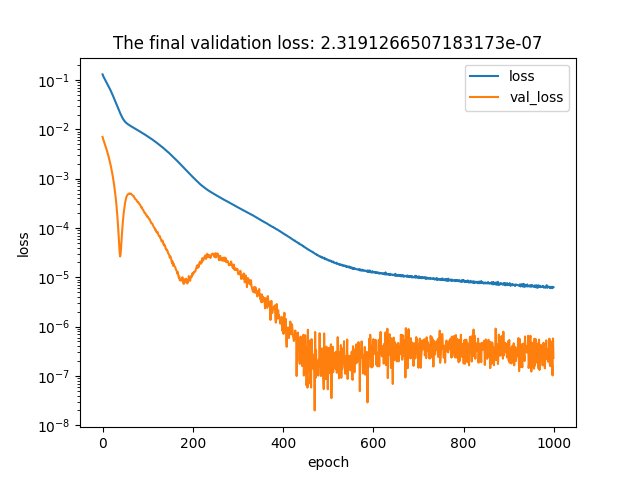 The final validation loss: 2.3191266507183173e-07
loss
val_loss
10⁻¹
10⁻²
10⁻³
10⁻⁴
10⁻⁵
10⁻⁶
10⁻⁷
10⁻⁸
loss
0 200 400 600 800 1000
epoch